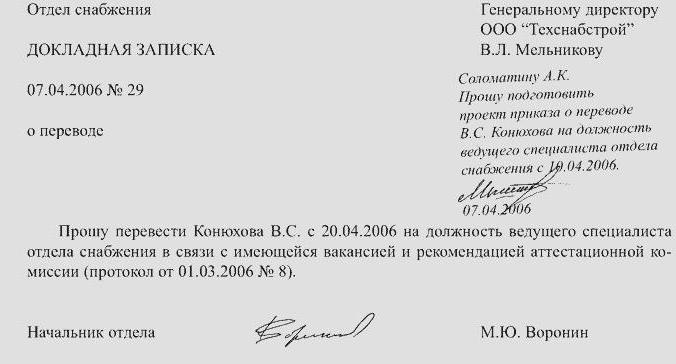 Отдел снабжения
Генеральному директору
ООО “Техснабстрой”
ДОКЛАДНАЯ ЗАПИСКА
В.Л. Мельникову
07.04.2006 № 29
о переводе
Соломатину А.К.
Прошу подготовить
проект приказа о переводе
В.С. Конюхова на должность
ведущего специалиста отдела
снабжения с 10.04.2006.
07.04.2006
Прошу перевести Конюхова В.С. с 20.04.2006 на должность ведущего специалиста
отдела снабжения в связи с имеющейся вакансией и рекомендацией аттестационной ко-
миссии (протокол от 01.03.2006 № 8).
Начальник отдела
М.Ю. Воронин